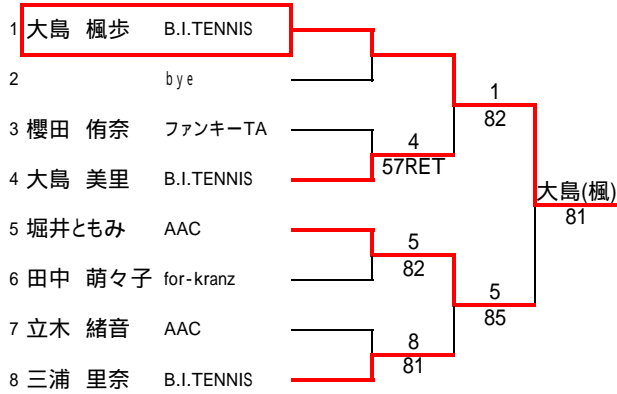 1 大島 楓歩 B.I.TENNIS
2 bye
3 櫻田 侑奈 ファンキーTA
4 大島 美里 B.I.TENNIS
5 堀井ともみ AAC
6 田中 萌々子 for-kranz
7 立木 緒音 AAC
8 三浦 里奈 B.I.TENNIS
4
57RET
5
82
8
81
1
82
5
85
大島(楓)
81